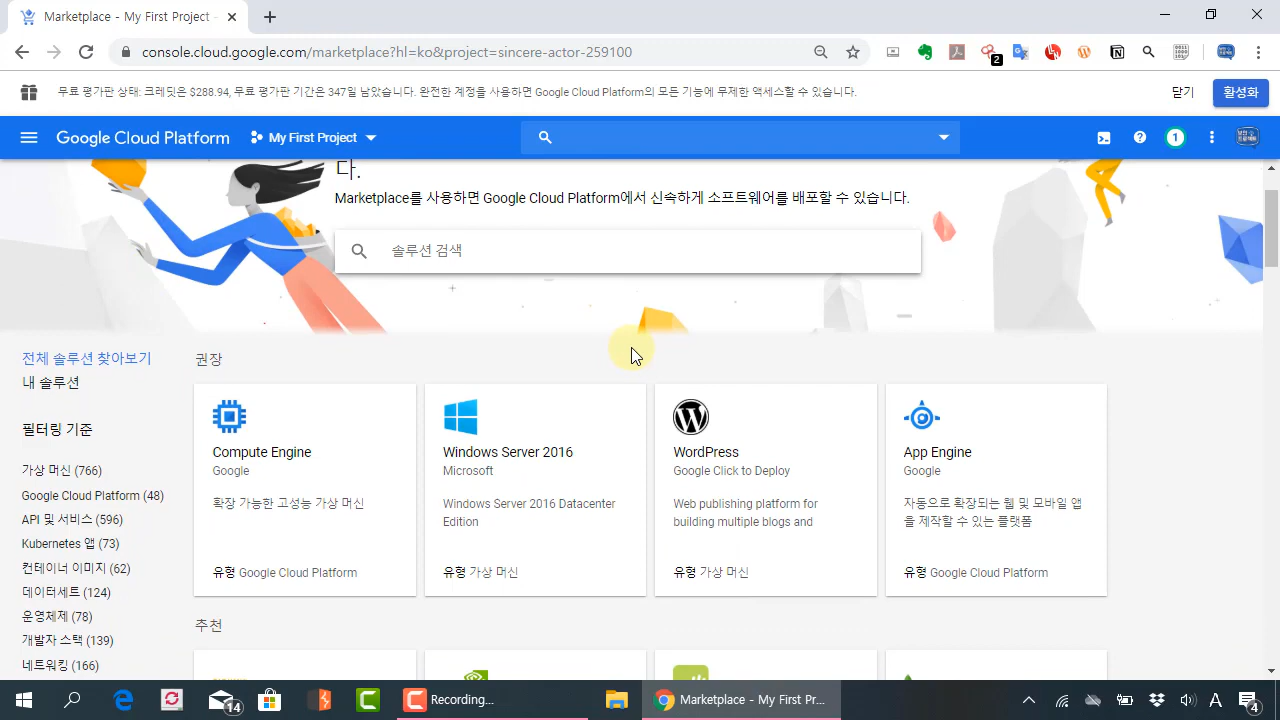 Marketplace - My First Project -
console.cloud.google.com/marketplace?hl=ko&project=sincere-actor-259100
2
무료 평가판 상태: 크레딧은 $288.94, 무료 평가판 기간은 347일 남았습니다. 완전한 계정을 사용하면 Google Cloud Platform의 모든 기능에 무제한 액세스할 수 있습니다.
닫기
활성화
Google Cloud Platform
My First Project
1
다.
Marketplace를 사용하면 Google Cloud Platform에서 신속하게 소프트웨어를 배포할 수 있습니다.
솔루션 검색
전체 솔루션 찾아보기
내 솔루션
필터링 기준
가상 머신 (766)
Google Cloud Platform (48)
API 및 서비스 (596)
Kubernetes 앱 (73)
컨테이너 이미지 (62)
데이터세트 (124)
운영체제 (78)
개발자 스택 (139)
네트워킹 (166)
권장
Compute Engine
Google
확장 가능한 고성능 가상 머신
유형 Google Cloud Platform
Windows Server 2016
Microsoft
Windows Server 2016 Datacenter
Edition
유형 가상 머신
WordPress
Google Click to Deploy
Web publishing platform for
building multiple blogs and
유형 가상 머신
App Engine
Google
자동으로 확장되는 웹 및 모바일 앱
을 제작할 수 있는 플랫폼
유형 Google Cloud Platform
추천
14
Recording...
Marketplace - My First Pr...
A
4